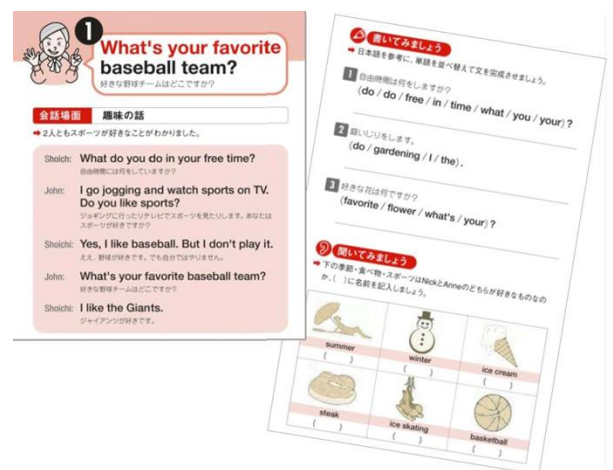 1
What's your favorite
baseball team?
好きな野球チームはどこですか?
会話場面 趣味の話
➡ 2人ともスポーツが好きなことがわかりました。
Shoich: What do you do in your free time?
自由時間には何をしていますか?
John: I go jogging and watch sports on TV.
Do you like sports?
ジョギングに行ったりテレビでスポーツを見たりします。あなたは
スポーツが好きですか?
Shoichi: Yes, I like baseball. But I don't play it.
ええ、野球が好きです。でも自分ではやりません。
John: What's your favorite baseball team?
好きな野球チームはどこですか?
Shoichi: I like the Giants.
ジャイアンツが好きです。
書いてみましょう
➡ 日本語を参考に、単語を並べ替えて文を完成させましょう。
1 自由時間は何をしますか?
(do / do / free / in / time / what / you / your) ?
2 庭いじりをします。
(do / gardening / I / the) .
3 好きな花は何ですか?
(favorite / flower / what's / your) ?
聞いてみましょう
➡ 下の季節・食べ物・スポーツはNickとAnneのどちらが好きなものなの
か、( )に名前を記入しましょう。
summer
( )
winter
( )
ice cream
( )
steak
( )
ice skating
( )
basketball
( )